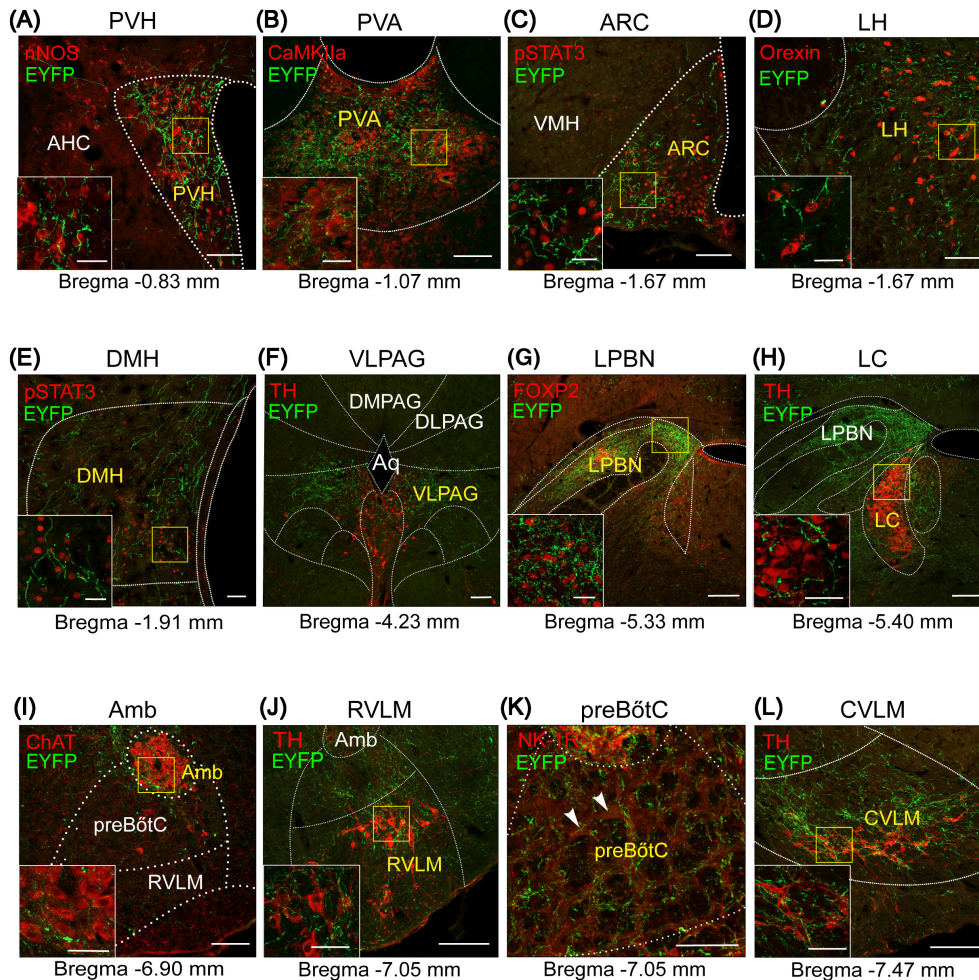 (A) PVH
nNOS
EYFP
AHC
PVH
Bregma -0.83 mm
(B) PVA
CaMKIIa
EYFP
PVA
Bregma -1.07 mm
(C) ARC
pSTAT3
EYFP
VMH
ARC
Bregma -1.67 mm
(D) LH
Orexin
EYFP
LH
Bregma -1.67 mm
(E) DMH
pSTAT3
EYFP
DMH
Bregma -1.91 mm
(F) VLPAG
TH
EYFP
DMPAG
DLPAG
Aq
VLPAG
Bregma -4.23 mm
(G) LPBN
FOXP2
EYFP
LPBN
Bregma -5.33 mm
(H) LC
TH
EYFP
LPBN
LC
Bregma -5.40 mm
(I) Amb
ChAT
EYFP
Amb
preBőtC
RVLM
Bregma -6.90 mm
(J) RVLM
TH
EYFP
Amb
RVLM
Bregma -7.05 mm
(K) preBőtC
NK-1R
EYFP
preBőtC
Bregma -7.05 mm
(L) CVLM
TH
EYFP
CVLM
Bregma -7.47 mm